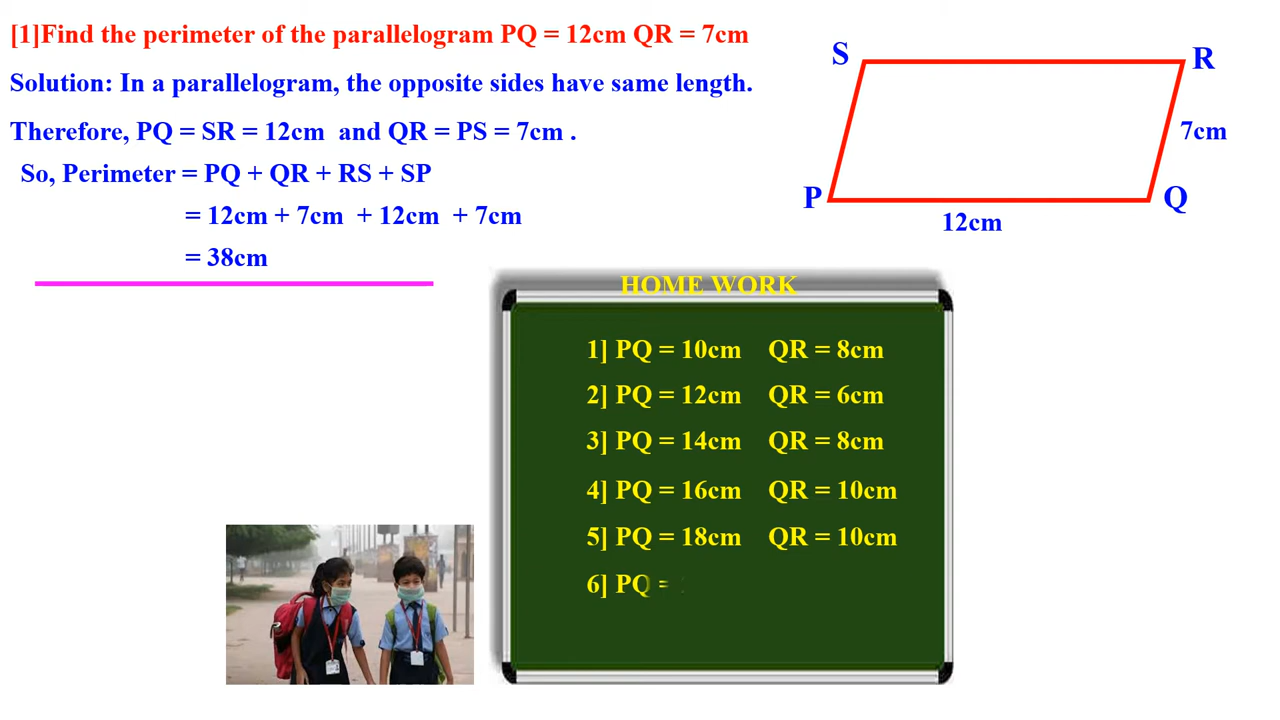 [1]Find the perimeter of the parallelogram PQ = 12cm QR = 7cm
Solution: In a parallelogram, the opposite sides have same length.
Therefore, PQ = SR = 12cm and QR = PS = 7cm .
So, Perimeter = PQ + QR + RS + SP
= 12cm + 7cm + 12cm + 7cm
= 38cm
S
R
7cm
P
Q
12cm
HOME WORK
1] PQ = 10cm QR = 8cm
2] PQ = 12cm QR = 6cm
3] PQ = 14cm QR = 8cm
4] PQ = 16cm QR = 10cm
5] PQ = 18cm QR = 10cm
6] PQ =